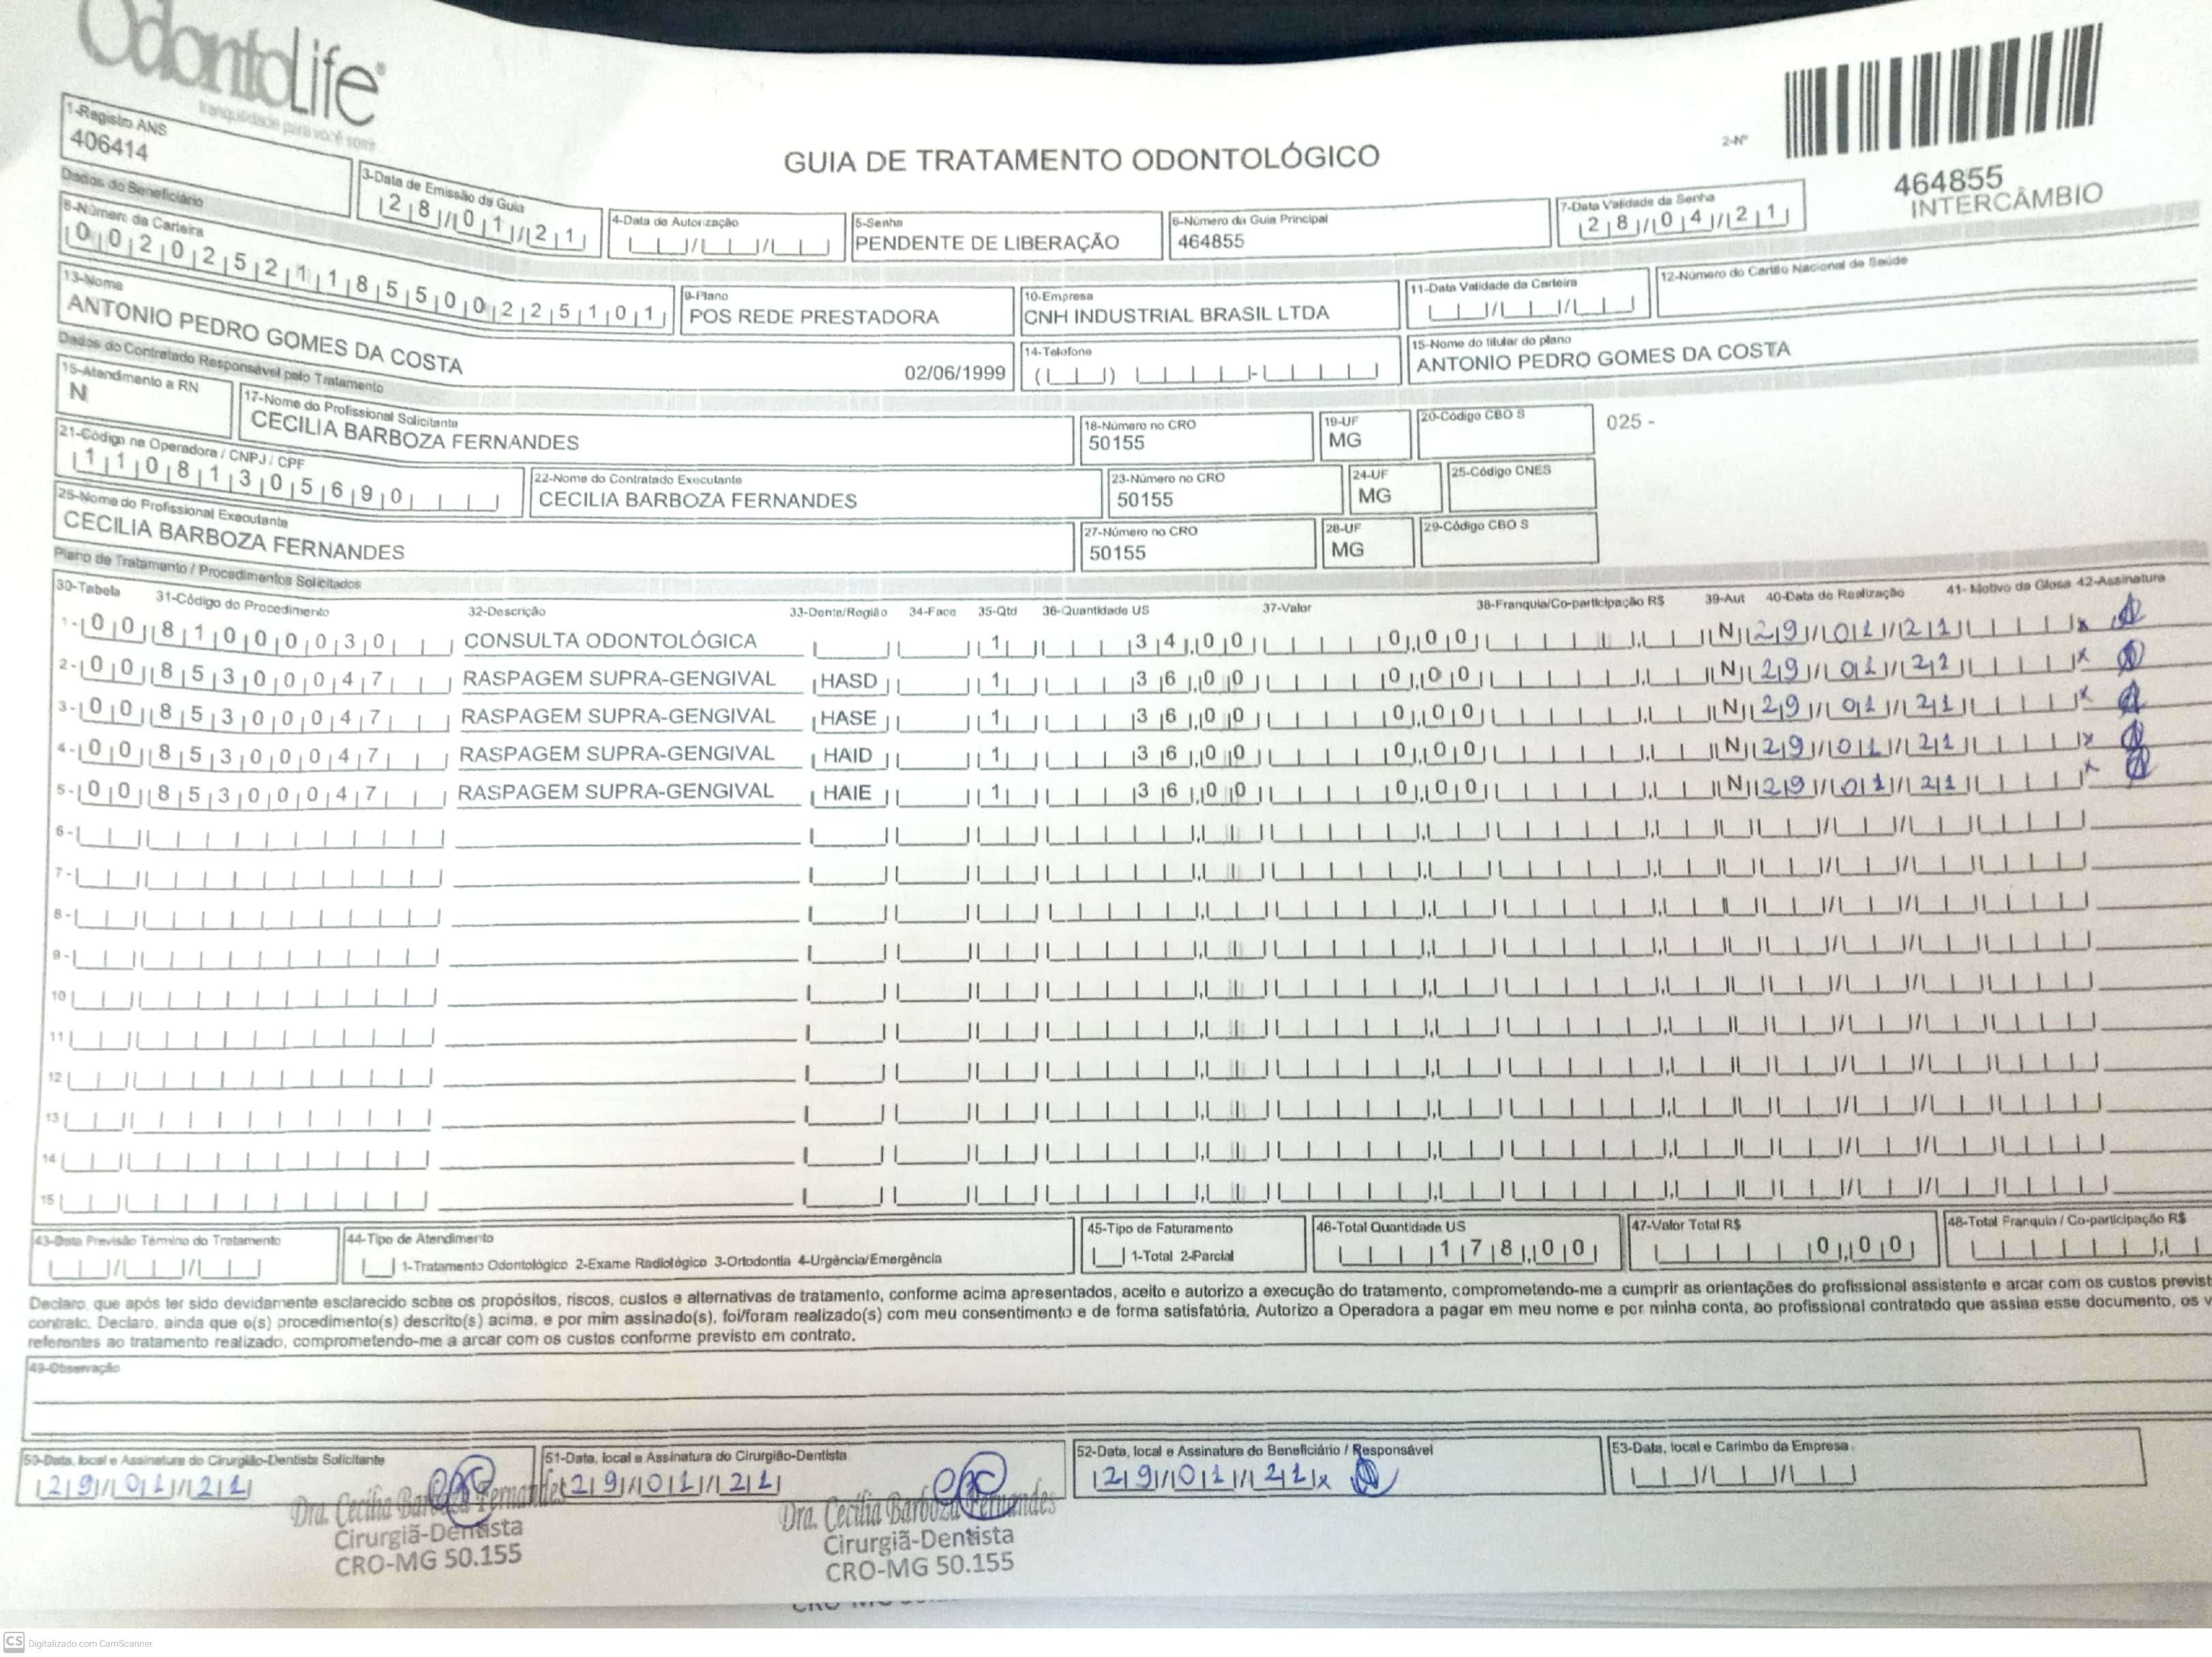 OdontoLife®
tranquilidade para você sorrir
GUIA DE TRATAMENTO ODONTOLÓGICO
2-Nº
464855
INTERCÂMBIO
1-Registro ANS
406414
3-Data de Emissão da Guia
28/01/21
4-Data de Autorização
5-Senha
PENDENTE DE LIBERAÇÃO
6-Número da Guia Principal
464855
7-Data Validade da Senha
28/04/21
Dados do Beneficiário
8-Número da Carteira
00202521185500225101
9-Plano
POS REDE PRESTADORA
10-Empresa
CNH INDUSTRIAL BRASIL LTDA
11-Data Validade da Carteira
12-Número do Cartão Nacional de Saúde
13-Nome
ANTONIO PEDRO GOMES DA COSTA
02/06/1999
14-Telefone
15-Nome do titular do plano
ANTONIO PEDRO GOMES DA COSTA
Dados do Contratado Responsável pelo Tratamento
15-Atendimento a RN
N
17-Nome do Profissional Solicitante
CECILIA BARBOZA FERNANDES
18-Número no CRO
50155
19-UF
MG
20-Código CBO S
025 -
21-Código na Operadora / CNPJ / CPF
11081305690
22-Nome do Contratado Executante
CECILIA BARBOZA FERNANDES
23-Número no CRO
50155
24-UF
MG
25-Código CNES
26-Nome do Profissional Executante
CECILIA BARBOZA FERNANDES
27-Número no CRO
50155
28-UF
MG
29-Código CBO S
Plano de Tratamento / Procedimentos Solicitados
30-Tabela 31-Código do Procedimento 32-Descrição 33-Dente/Região 34-Face 35-Qtd 36-Quantidade US 37-Valor 38-Franquia/Co-participação R$ 39-Aut 40-Data de Realização 41- Motivo da Glosa 42-Assinatura
1-00 81000030 CONSULTA ODONTOLÓGICA 1 34,00 0,00 N 29/01/21 x
2-00 85300047 RASPAGEM SUPRA-GENGIVAL HASD 1 36,00 0,00 N 29/01/21 x
3-00 85300047 RASPAGEM SUPRA-GENGIVAL HASE 1 36,00 0,00 N 29/01/21 x
4-00 85300047 RASPAGEM SUPRA-GENGIVAL HAID 1 36,00 0,00 N 29/01/21 x
5-00 85300047 RASPAGEM SUPRA-GENGIVAL HAIE 1 36,00 0,00 N 29/01/21 x
6-
7-
8-
9-
10
11
12
13
14
15
43-Data Previsão Término do Tratamento
44-Tipo de Atendimento
1-Tratamento Odontológico 2-Exame Radiológico 3-Ortodontia 4-Urgência/Emergência
45-Tipo de Faturamento
1-Total 2-Parcial
46-Total Quantidade US
178,00
47-Valor Total R$
0,00
48-Total Franquia / Co-participação R$
Declaro, que após ter sido devidamente esclarecido sobre os propósitos, riscos, custos e alternativas de tratamento, conforme acima apresentados, aceito e autorizo a execução do tratamento, comprometendo-me a cumprir as orientações do profissional assistente e arcar com os custos previst
contrato. Declaro, ainda que o(s) procedimento(s) descrito(s) acima, e por mim assinado(s), foi/foram realizado(s) com meu consentimento e de forma satisfatória. Autorizo a Operadora a pagar em meu nome e por minha conta, ao profissional contratado que assina esse documento, os v
referentes ao tratamento realizado, comprometendo-me a arcar com os custos conforme previsto em contrato.
49-Observação
50-Data, local e Assinatura do Cirurgião-Dentista Solicitante
29/01/21
51-Data, local e Assinatura do Cirurgião-Dentista
29/01/21
52-Data, local e Assinatura do Beneficiário / Responsável
29/01/21 x
53-Data, local e Carimbo da Empresa
Dra. Cecília Barboza Fernandes
Cirurgiã-Dentista
CRO-MG 50.155
Dra. Cecília Barboza Fernandes
Cirurgiã-Dentista
CRO-MG 50.155
CS Digitalizado com CamScanner